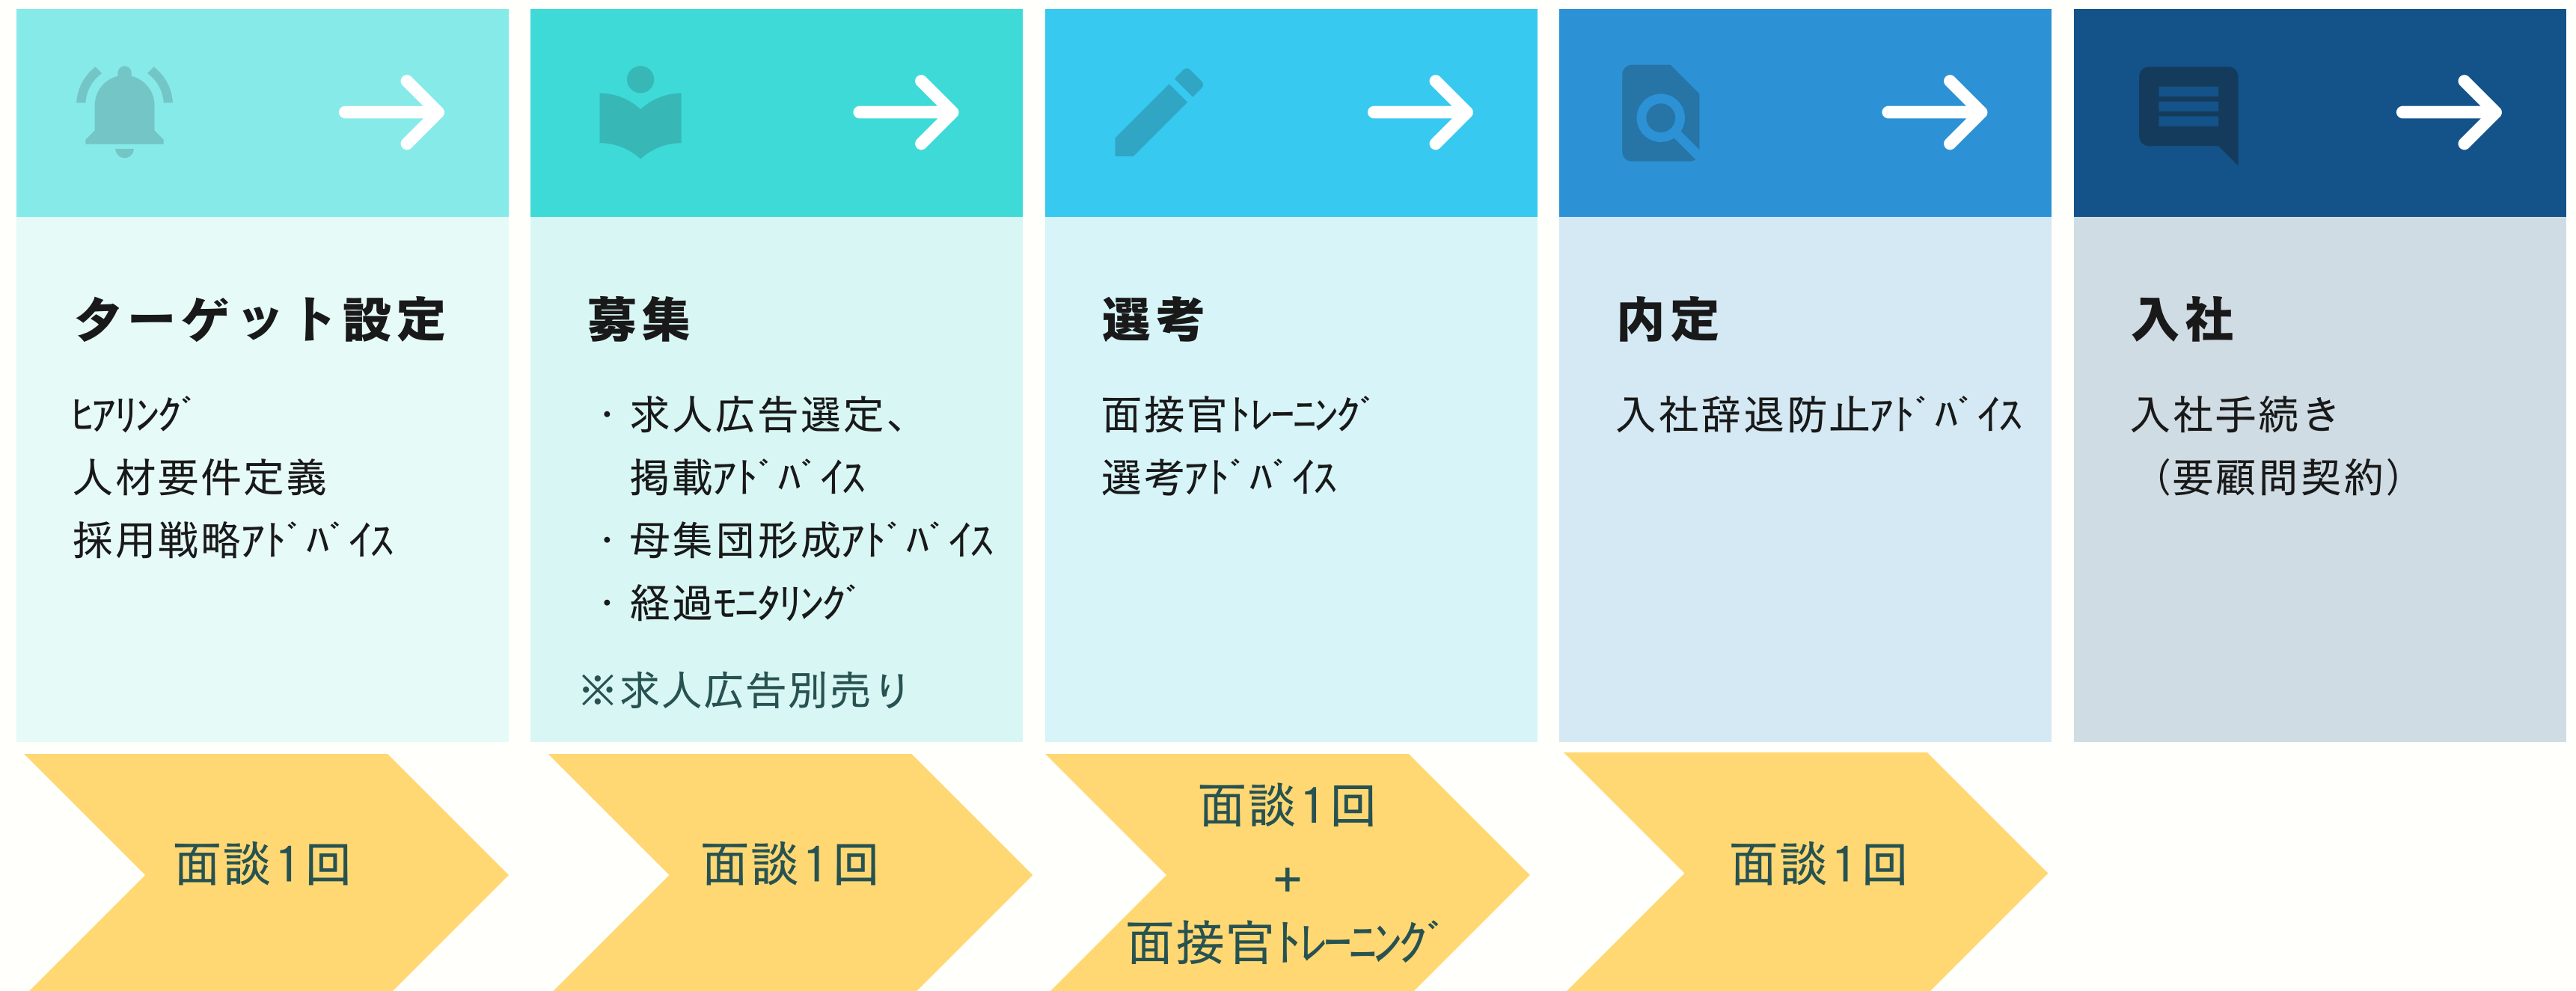 ターゲット設定
ﾋｱﾘﾝｸﾞ
人材要件定義
採用戦略ｱﾄﾞﾊﾞｲｽ
募集
・求人広告選定、
掲載ｱﾄﾞﾊﾞｲｽ
・母集団形成ｱﾄﾞﾊﾞｲｽ
・経過ﾓﾆﾀﾘﾝｸﾞ
※求人広告別売り
選考
面接官ﾄﾚｰﾆﾝｸﾞ
選考ｱﾄﾞﾊﾞｲｽ
内定
入社辞退防止ｱﾄﾞﾊﾞｲｽ
入社
入社手続き
（要顧問契約）
面談1回
面談1回
面談1回
+
面接官ﾄﾚｰﾆﾝｸﾞ
面談1回